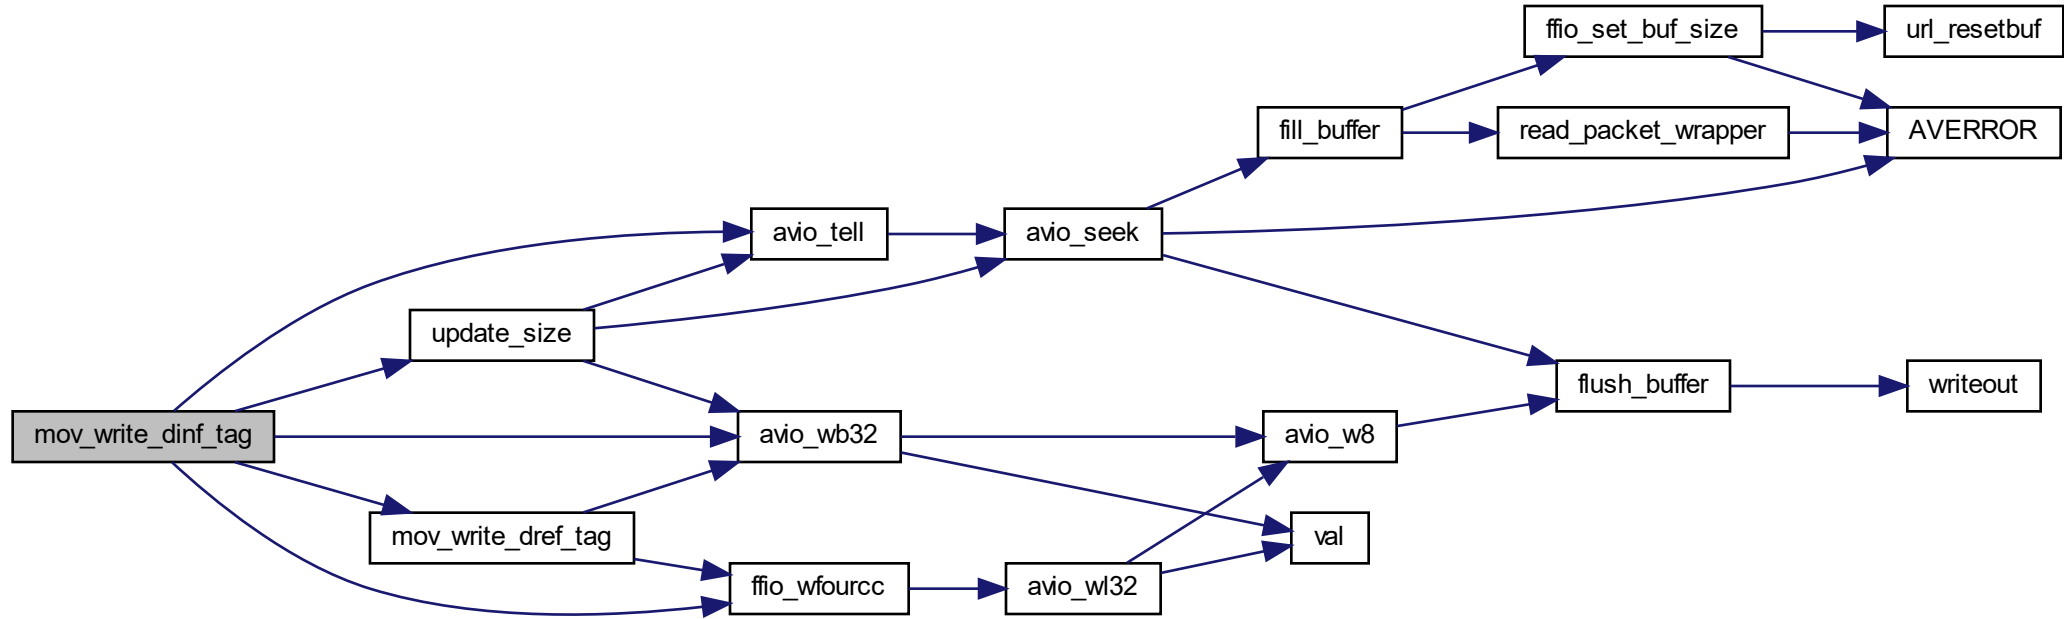 ffio_set_buf_size
url_resetbuf
fill_buffer
read_packet_wrapper
AVERROR
avio_tell
avio_seek
update_size
flush_buffer
writeout
mov_write_dinf_tag
avio_wb32
avio_w8
mov_write_dref_tag
val
ffio_wfourcc
avio_wl32